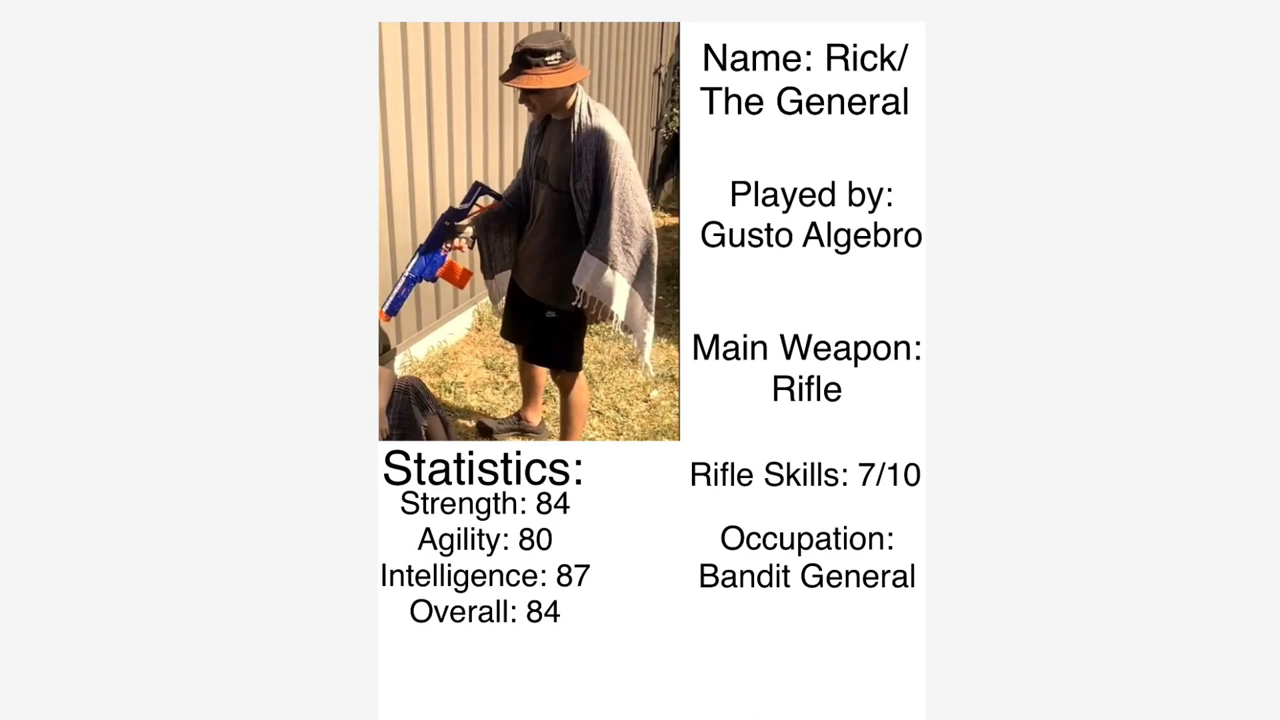 Name: Rick/
The General
Played by:
Gusto Algebro
Main Weapon:
Rifle
Rifle Skills: 7/10
Occupation:
Bandit General
Statistics:
Strength: 84
Agility: 80
Intelligence: 87
Overall: 84